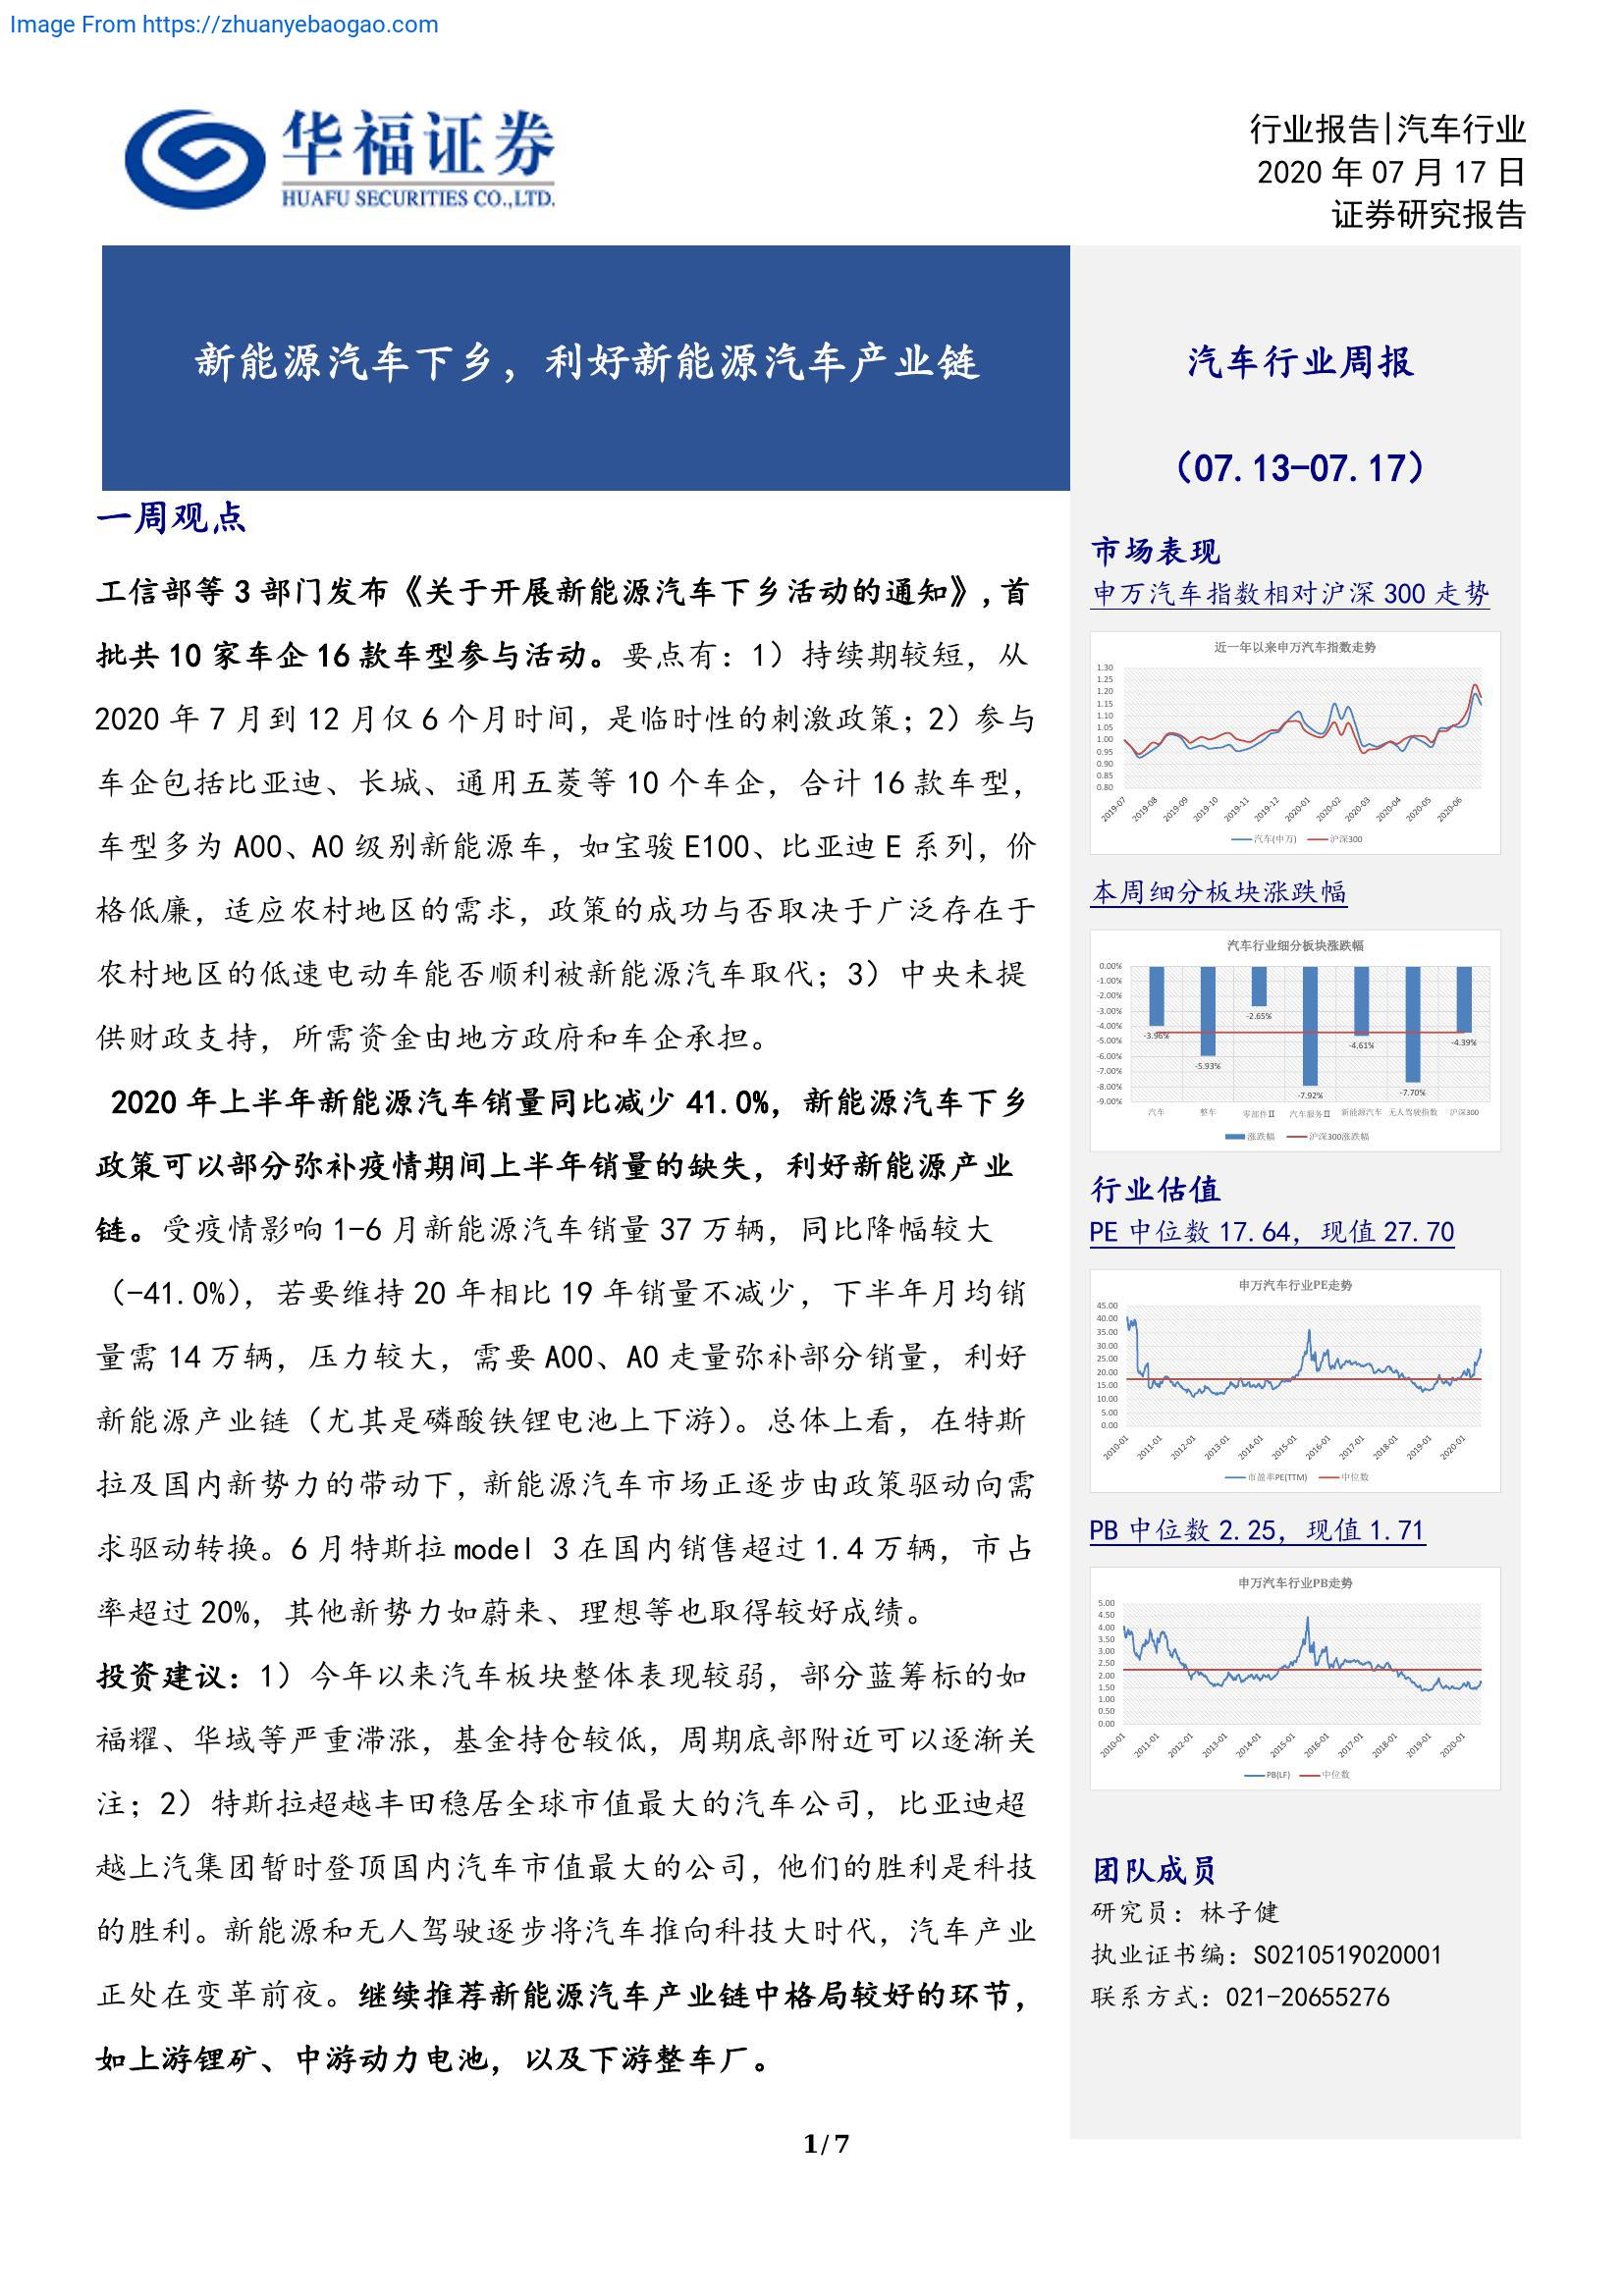 Image From https://zhuanyebaogao.com
华福证券
HUAFU SECURITIES CO.,LTD.
行业报告|汽车行业
2020 年 07 月 17 日
证券研究报告
新能源汽车下乡，利好新能源汽车产业链
一周观点
工信部等 3 部门发布《关于开展新能源汽车下乡活动的通知》,首
批共 10 家车企 16 款车型参与活动。要点有：1）持续期较短，从
2020 年 7 月到 12 月仅 6 个月时间，是临时性的刺激政策；2）参与
车企包括比亚迪、长城、通用五菱等 10 个车企，合计 16 款车型，
车型多为 A00、A0 级别新能源车，如宝骏 E100、比亚迪 E 系列，价
格低廉，适应农村地区的需求，政策的成功与否取决于广泛存在于
农村地区的低速电动车能否顺利被新能源汽车取代；3）中央未提
供财政支持，所需资金由地方政府和车企承担。
2020 年上半年新能源汽车销量同比减少 41.0%，新能源汽车下乡
政策可以部分弥补疫情期间上半年销量的缺失，利好新能源产业
链。受疫情影响 1-6 月新能源汽车销量 37 万辆，同比降幅较大
（-41.0%），若要维持 20 年相比 19 年销量不减少，下半年月均销
量需 14 万辆，压力较大，需要 A00、A0 走量弥补部分销量，利好
新能源产业链（尤其是磷酸铁锂电池上下游）。总体上看，在特斯
拉及国内新势力的带动下，新能源汽车市场正逐步由政策驱动向需
求驱动转换。6 月特斯拉 model 3 在国内销售超过 1.4 万辆，市占
率超过 20%，其他新势力如蔚来、理想等也取得较好成绩。
投资建议：1）今年以来汽车板块整体表现较弱，部分蓝筹标的如
福耀、华域等严重滞涨，基金持仓较低，周期底部附近可以逐渐关
注；2）特斯拉超越丰田稳居全球市值最大的汽车公司，比亚迪超
越上汽集团暂时登顶国内汽车市值最大的公司，他们的胜利是科技
的胜利。新能源和无人驾驶逐步将汽车推向科技大时代，汽车产业
正处在变革前夜。继续推荐新能源汽车产业链中格局较好的环节，
如上游锂矿、中游动力电池，以及下游整车厂。
汽车行业周报
（07.13-07.17）
市场表现
申万汽车指数相对沪深 300 走势
近一年以来申万汽车指数走势
1.30
1.25
1.20
1.15
1.10
1.05
1.00
0.95
0.90
0.85
0.80
2019-07 2019-08 2019-09 2019-10 2019-11 2019-12 2020-01 2020-02 2020-03 2020-04 2020-05 2020-06
汽车(申万) 沪深300
本周细分板块涨跌幅
汽车行业细分板块涨跌幅
0.00%
-1.00%
-2.00%
-3.00%
-4.00%
-5.00%
-6.00%
-7.00%
-8.00%
-9.00%
-3.96% -5.93% -2.65% -7.92% -4.61% -7.70% -4.39%
汽车 整车 零部件Ⅱ 汽车服务Ⅱ 新能源汽车 无人驾驶指数 沪深300
涨跌幅 沪深300涨跌幅
行业估值
PE 中位数 17.64，现值 27.70
申万汽车行业PE走势
45.00
40.00
35.00
30.00
25.00
20.00
15.00
10.00
5.00
0.00
2010-01 2011-01 2012-01 2013-01 2014-01 2015-01 2016-01 2017-01 2018-01 2019-01 2020-01
市盈率PE(TTM) 中位数
PB 中位数 2.25，现值 1.71
申万汽车行业PB走势
5.00
4.50
4.00
3.50
3.00
2.50
2.00
1.50
1.00
0.50
0.00
2010-01 2011-01 2012-01 2013-01 2014-01 2015-01 2016-01 2017-01 2018-01 2019-01 2020-01
PB(LF) 中位数
团队成员
研究员：林子健
执业证书编：S0210519020001
联系方式：021-20655276
1/7